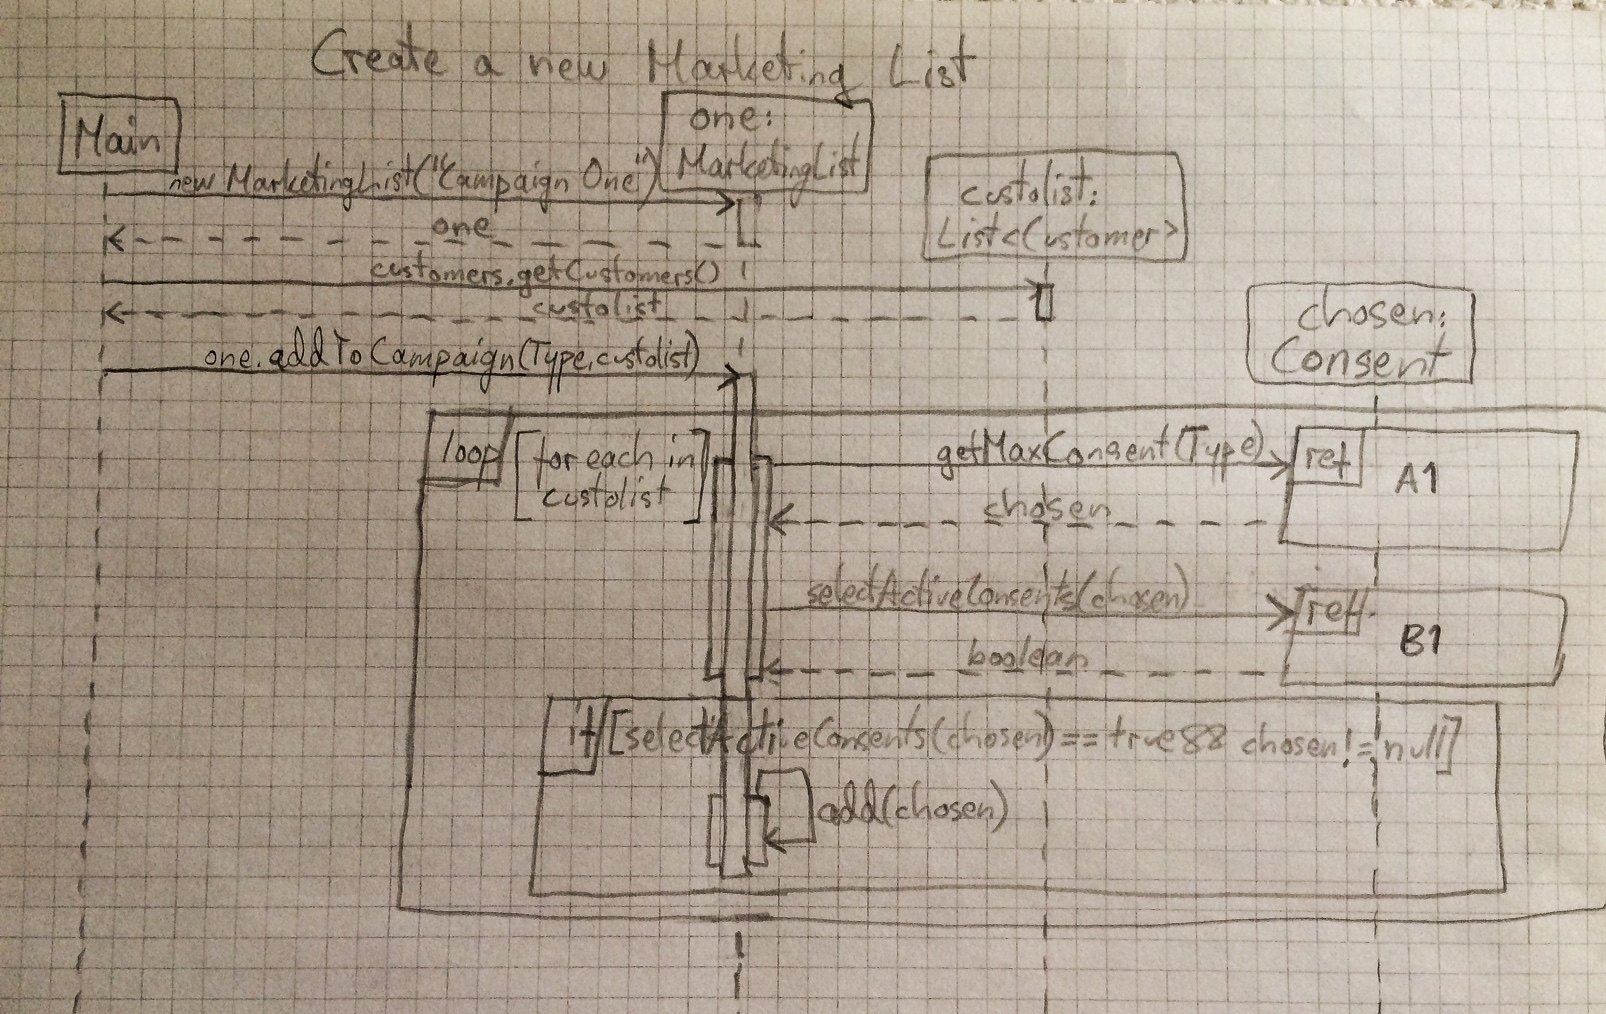 Create a new Marketing List
Main
one:
MarketingList
new MarketingList("Campaign One")
custolist:
List<Customer>
one
customers.getCustomers()
custolist
chosen:
Consent
one.addToCampaign(Type,custolist)
loop
[for each in
custolist]
getMaxConsent(Type)
ref
A1
chosen
selectActiveConsents(chosen)
ref
B1
boolean
if
[selectActiveConsents(chosen)==true&& chosen!=null]
add(chosen)